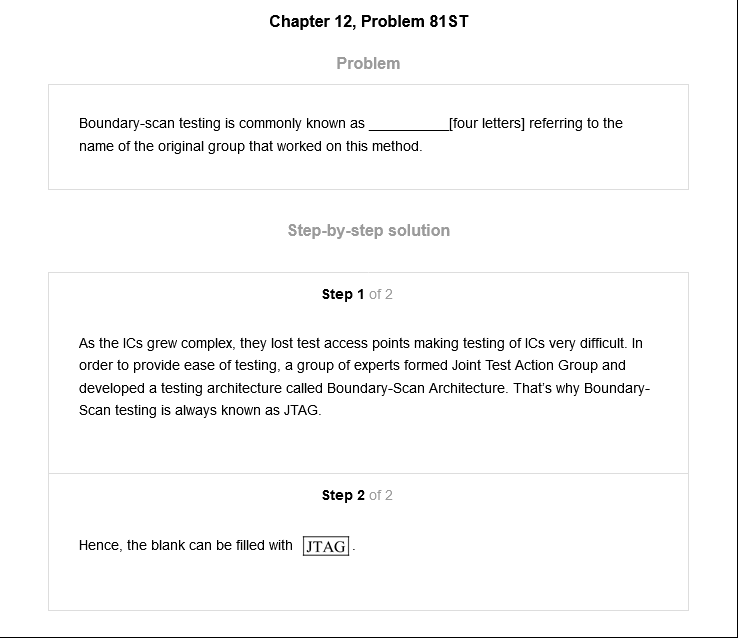 Chapter 12, Problem 81ST
Problem
Boundary-scan testing is commonly known as __________[four letters] referring to the
name of the original group that worked on this method.
Step-by-step solution
Step 1 of 2
As the ICs grew complex, they lost test access points making testing of ICs very difficult. In
order to provide ease of testing, a group of experts formed Joint Test Action Group and
developed a testing architecture called Boundary-Scan Architecture. That's why Boundary-
Scan testing is always known as JTAG.
Step 2 of 2
Hence, the blank can be filled with JTAG.